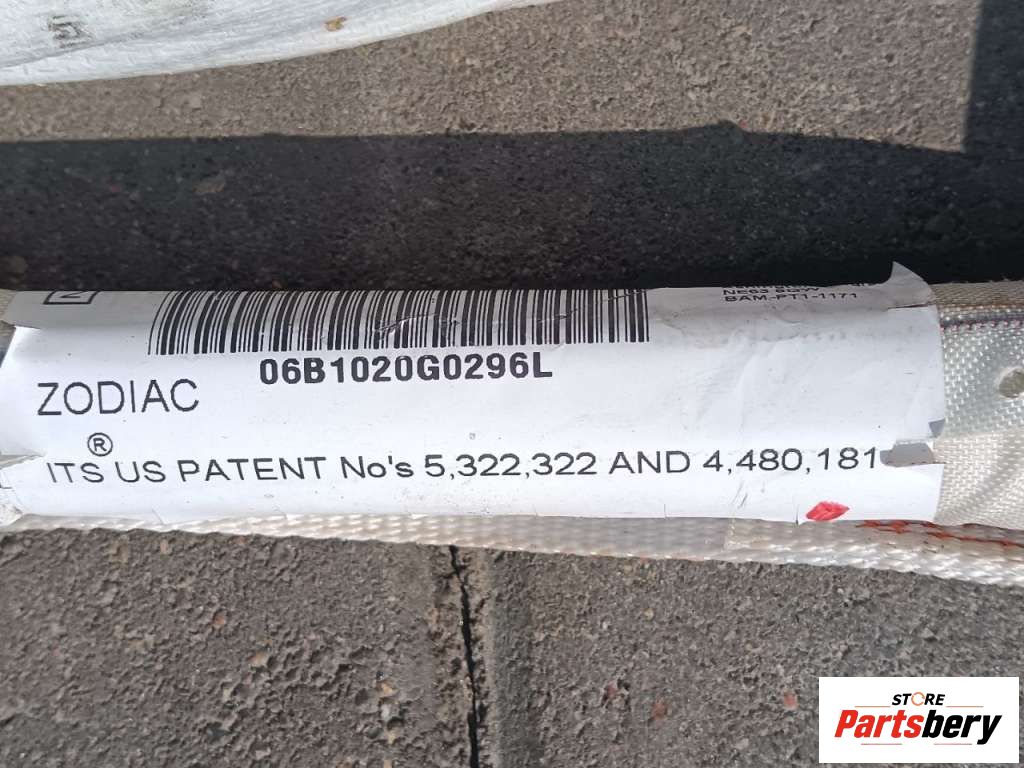 BAM-PT1-1171
06B1020G0296L
ZODIAC
®
ITS US PATENT No's 5,322,322 AND 4,480,181
STORE
Partsbery